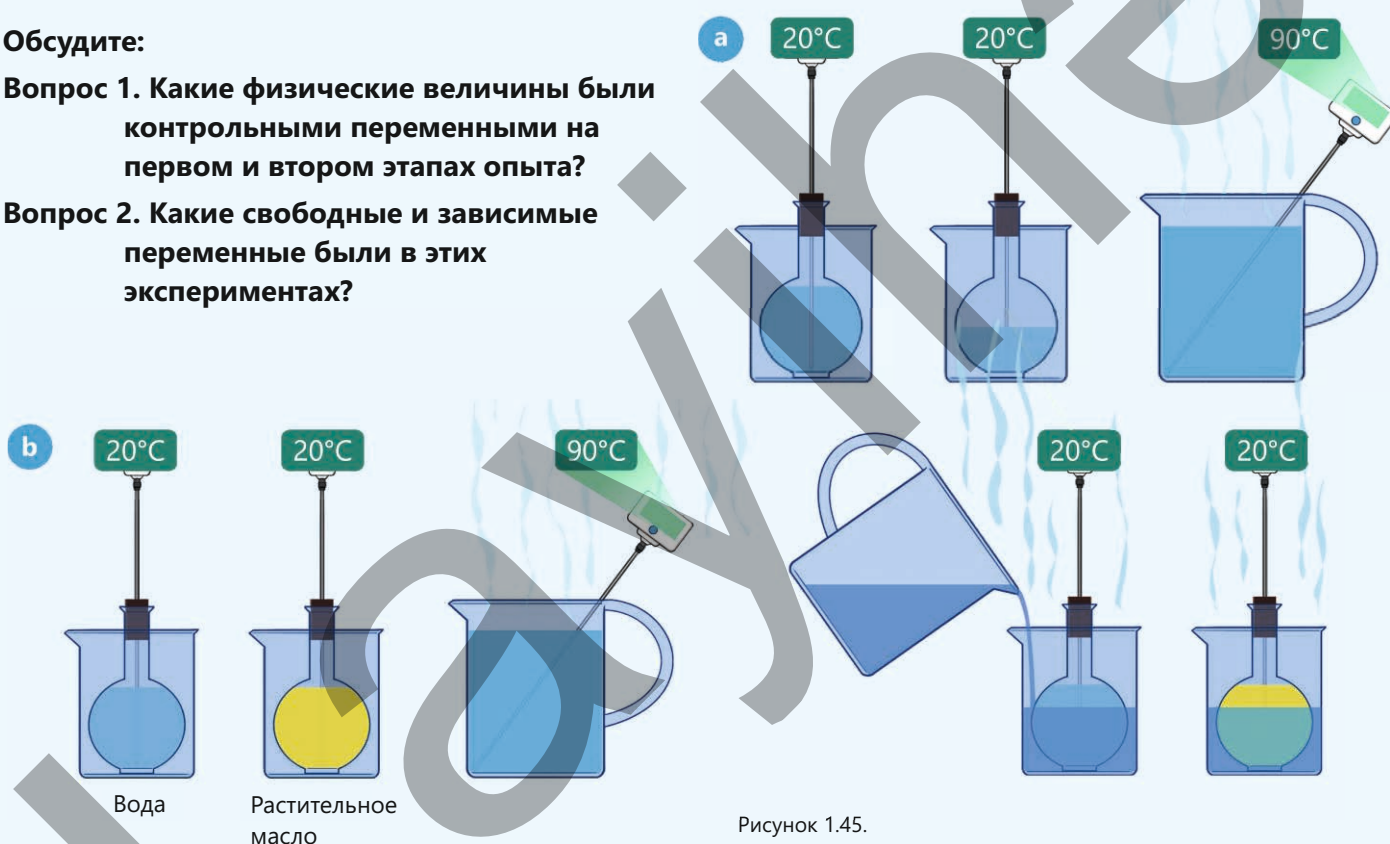 Обсудите:
Вопрос 1. Какие физические величины были
контрольными переменными на
первом и втором этапах опыта?
Вопрос 2. Какие свободные и зависимые
переменные были в этих
экспериментах?
a
20°C
20°C
90°C
b
20°C
20°C
90°C
20°C
20°C
Вода
Растительное
масло
Рисунок 1.45.